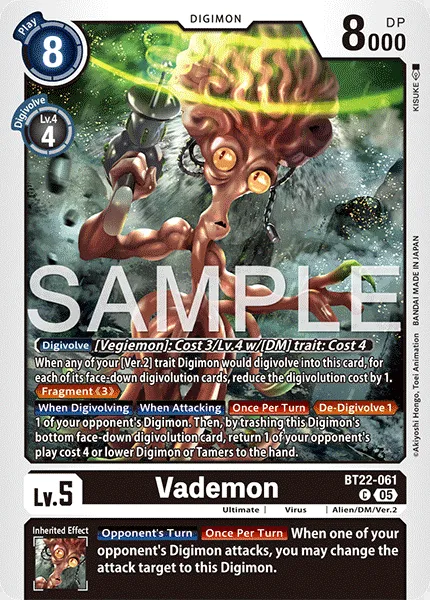 Play
8
DIGIMON
8000
DP
Digivolve
Lv.4
4
KISUKE
SAMPLE
©Akiyoshi Hongo, Toei Animation BANDAI MADE IN JAPAN
Digivolve [Vegiemon]: Cost 3/Lv.4 w/[DM] trait: Cost 4
When any of your [Ver.2] trait Digimon would digivolve into this card, for
each of its face-down digivolution cards, reduce the digivolution cost by 1.
Fragment《3》
When Digivolving When Attacking Once Per Turn De-Digivolve 1
1 of your opponent's Digimon. Then, by trashing this Digimon's
bottom face-down digivolution card, return 1 of your opponent's
play cost 4 or lower Digimon or Tamers to the hand.
Lv.5
Vademon
BT22-061
C 05
Ultimate | Virus | Alien/DM/Ver.2
Inherited Effect
Opponent's Turn Once Per Turn When one of your
opponent's Digimon attacks, you may change the
attack target to this Digimon.